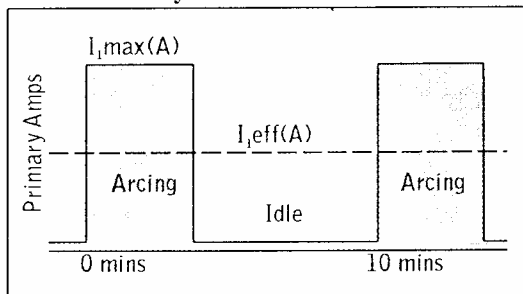 I₁max(A)
Primary Amps
I₁eff(A)
Arcing
Arcing
Idle
0 mins
10 mins